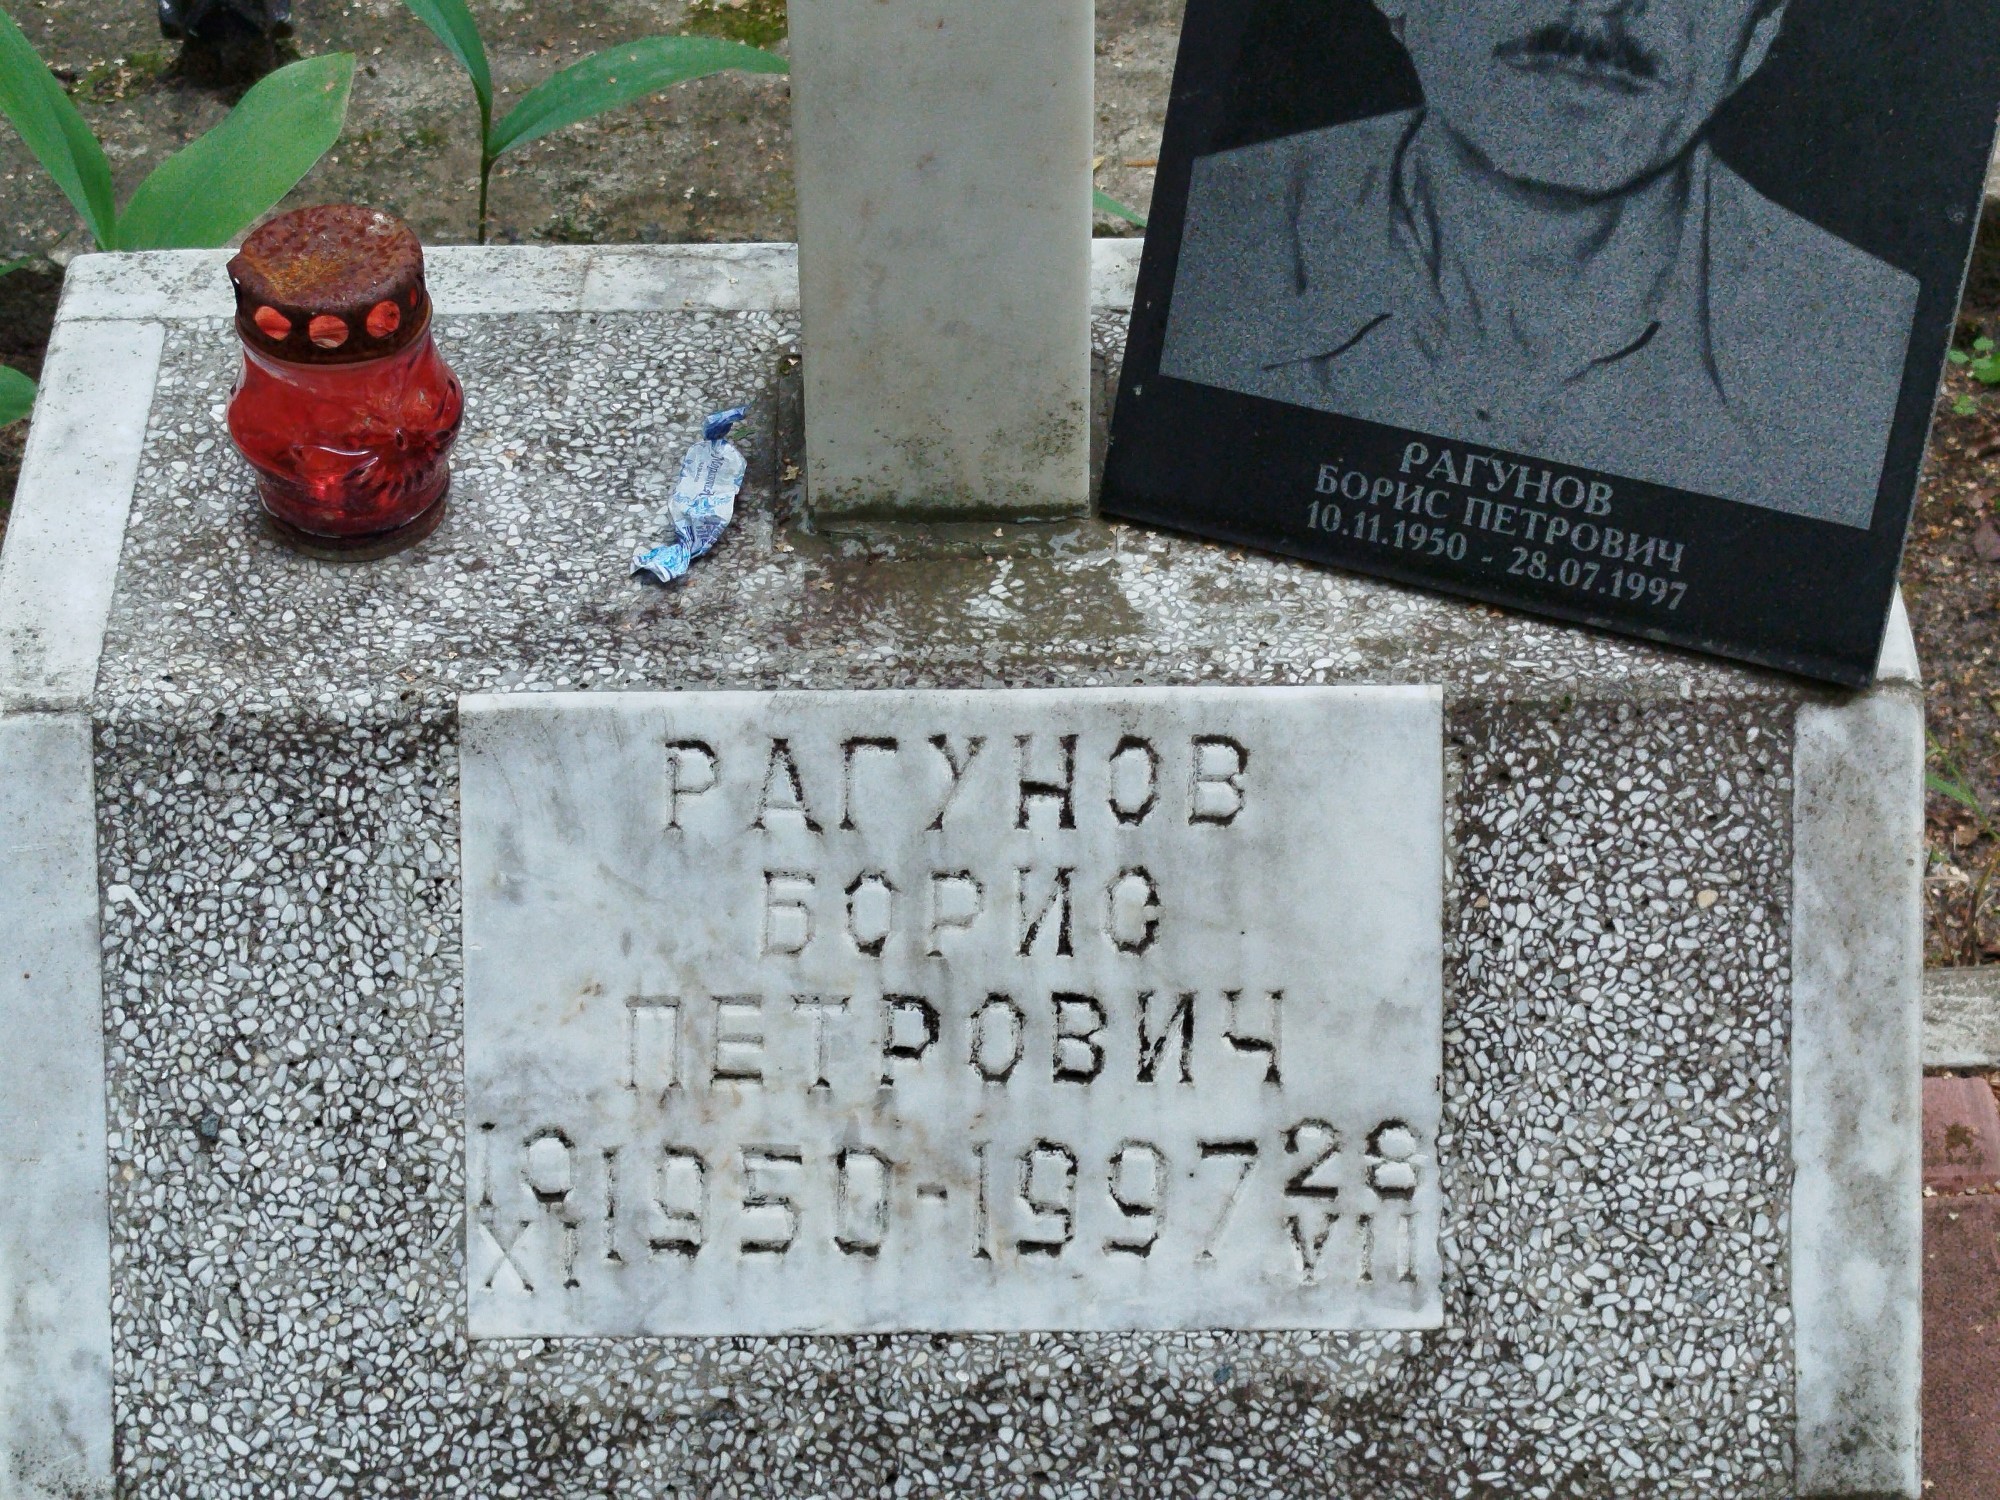 РАГУНОВ
БОРИС ПЕТРОВИЧ
10.11.1950 - 28.07.1997
РАГУНОВ
БОРИС
ПЕТРОВИЧ
10 1950-1997 28
XI VII